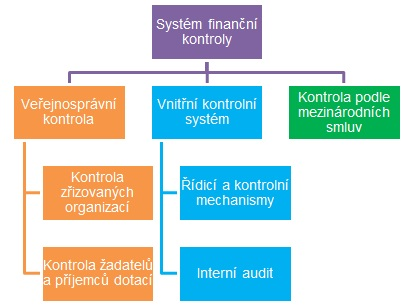 Systém finanční
kontroly
Veřejnosprávní
kontrola
Vnitřní kontrolní
systém
Kontrola podle
mezinárodních
smluv
Kontrola
zřizovaných
organizací
Řídicí a kontrolní
mechanismy
Kontrola žadatelů
a příjemců dotací
Interní audit